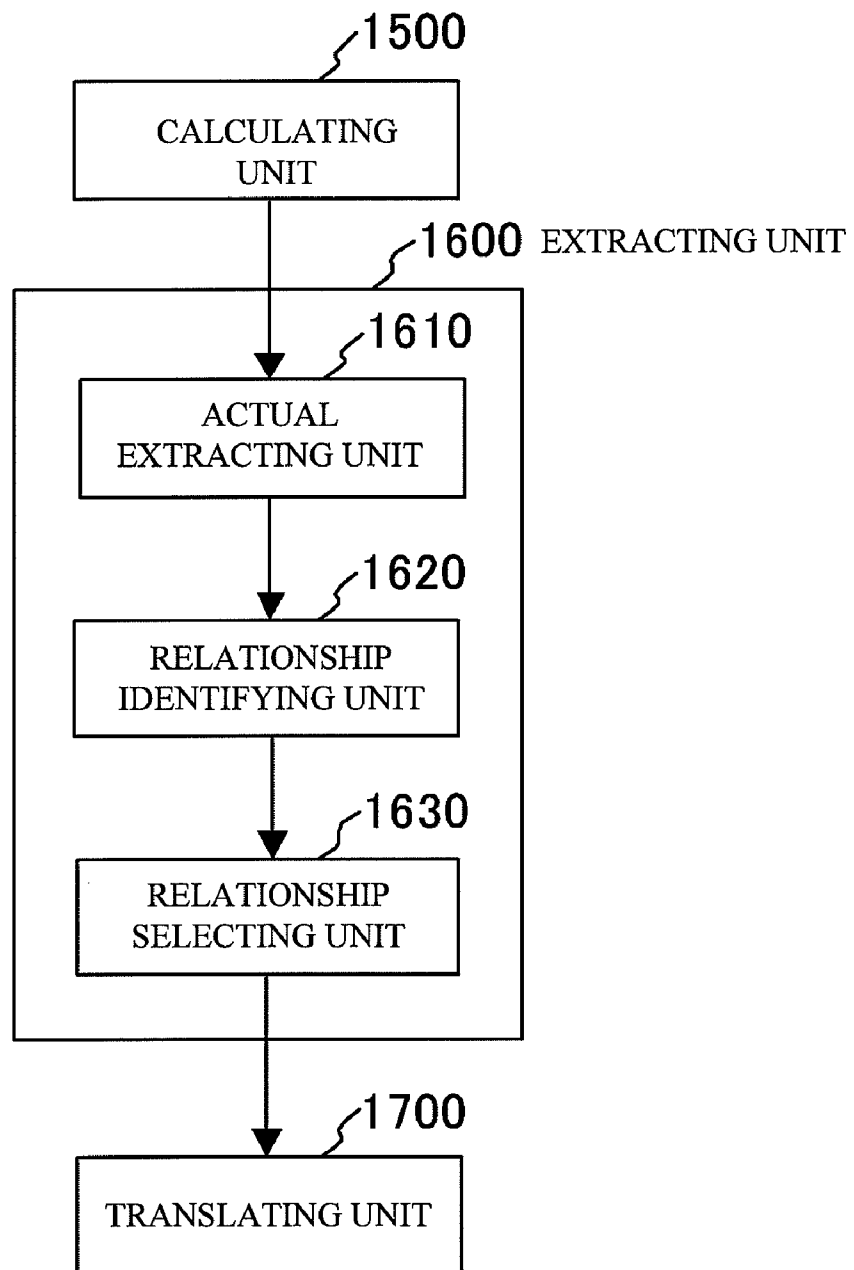 1500
CALCULATING
UNIT
1600 EXTRACTING UNIT
1610
ACTUAL
EXTRACTING UNIT
1620
RELATIONSHIP
IDENTIFYING UNIT
1630
RELATIONSHIP
SELECTING UNIT
1700
TRANSLATING UNIT